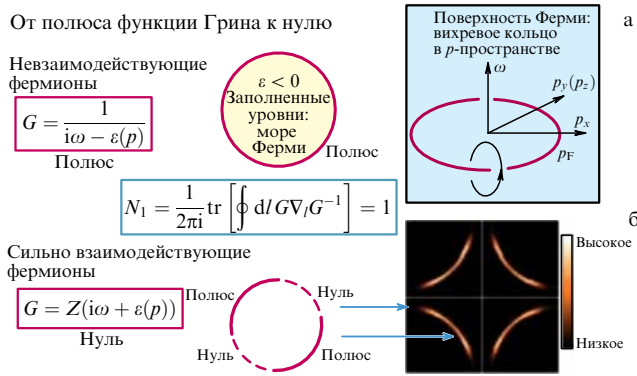 От полюса функции Грина к нулю
Невзаимодействующие
фермионы
G = 1 / (iω − ε(p))
Полюс
ε < 0
Заполненные
уровни:
море
Ферми
Полюс
Поверхность Ферми:
вихревое кольцо
в p-пространстве
ω
p_y(p_z)
p_x
p_F
а
N₁ = 1/(2πi) tr [∮ dl G∇_l G⁻¹] = 1
Сильно взаимодействующие
фермионы
G = Z(iω + ε(p))
Нуль
Полюс
Нуль
Нуль
Полюс
б
Высокое
Низкое